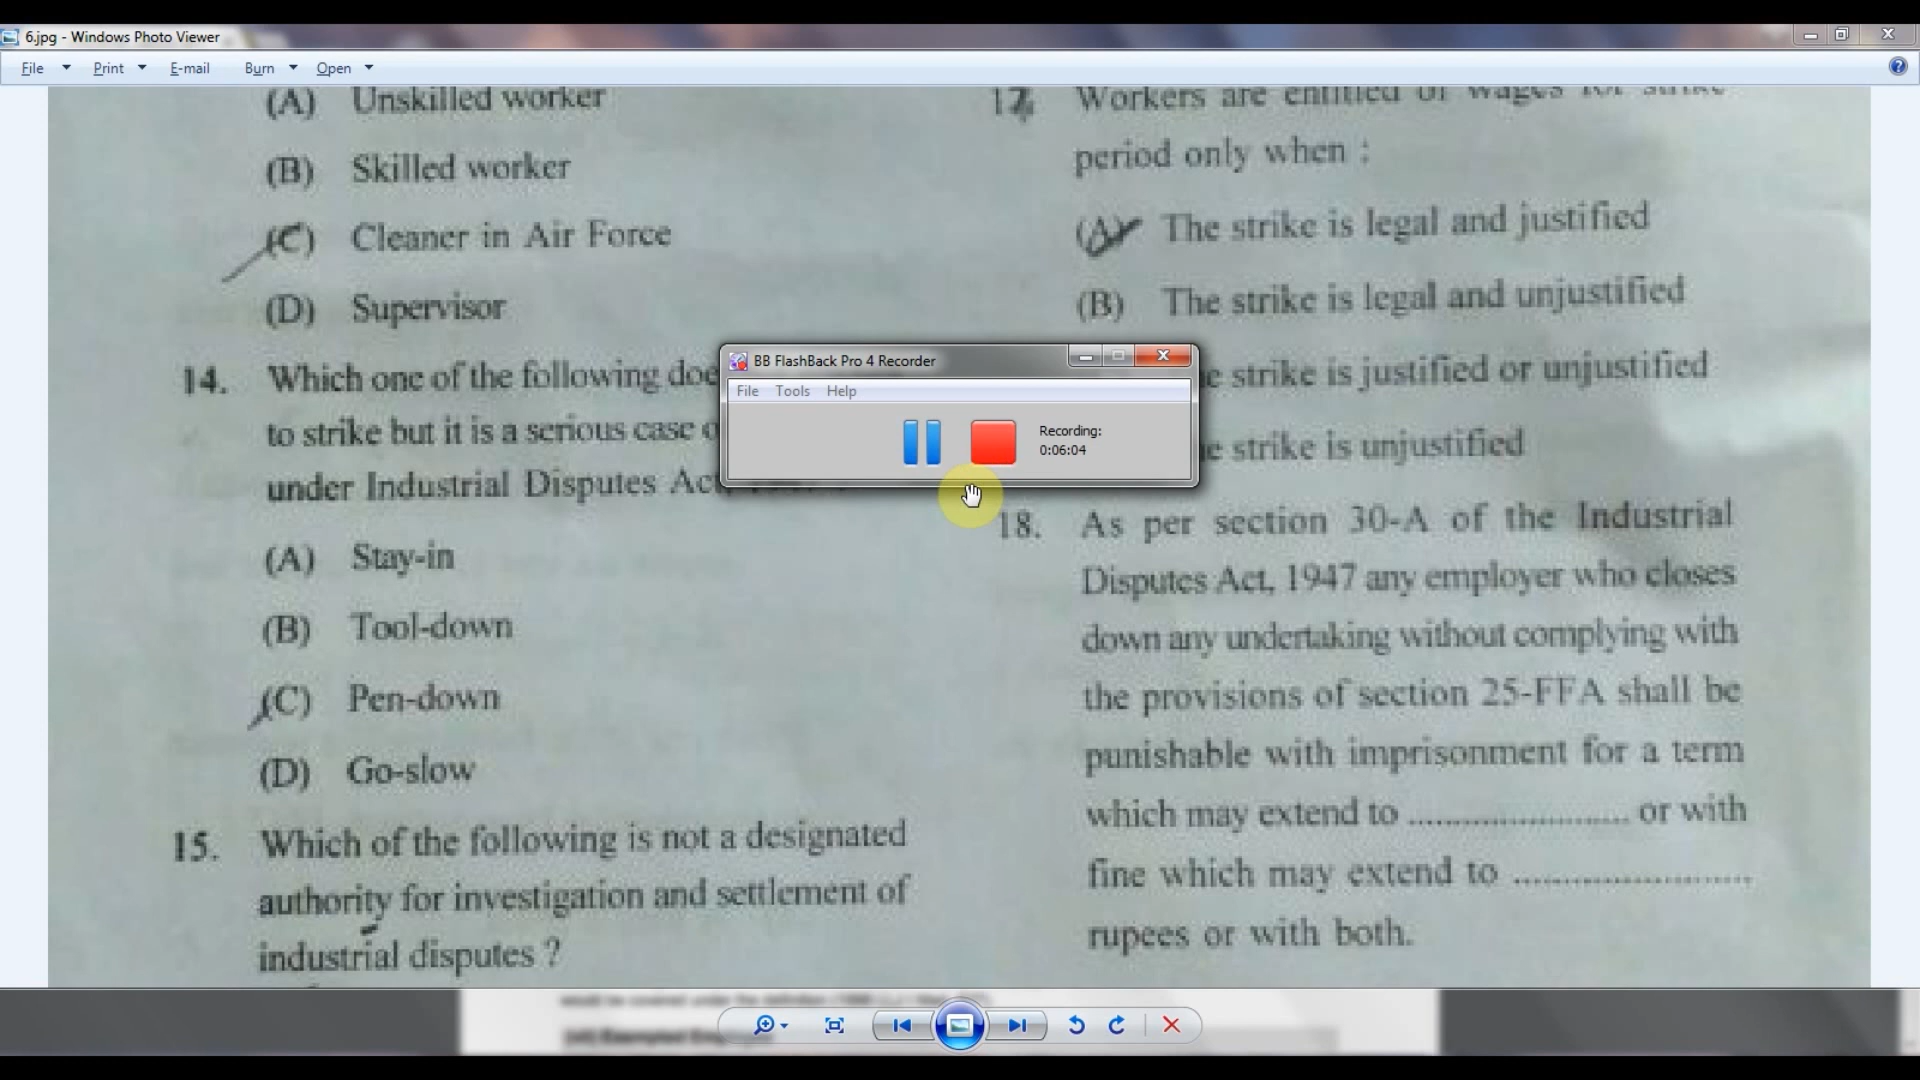 6.jpg - Windows Photo Viewer
File Print E-mail Burn Open
(A) Unskilled worker
(B) Skilled worker
(C) Cleaner in Air Force
(D) Supervisor
14. Which one of the following
to strike but it is a serious case
under Industrial Disputes Act,
(A) Stay-in
(B) Tool-down
(C) Pen-down
(D) Go-slow
15. Which of the following is not a designated
authority for investigation and settlement of
industrial disputes ?
17. Workers are entitled of wages for strike
period only when :
(A) The strike is legal and justified
(B) The strike is legal and unjustified
strike is justified or unjustified
strike is unjustified
18. As per section 30-A of the Industrial
Disputes Act, 1947 any employer who closes
down any undertaking without complying with
the provisions of section 25-FFA shall be
punishable with imprisonment for a term
which may extend to ........................ or with
fine which may extend to ..........................
rupees or with both.
BB FlashBack Pro 4 Recorder
File Tools Help
Recording:
0:06:04